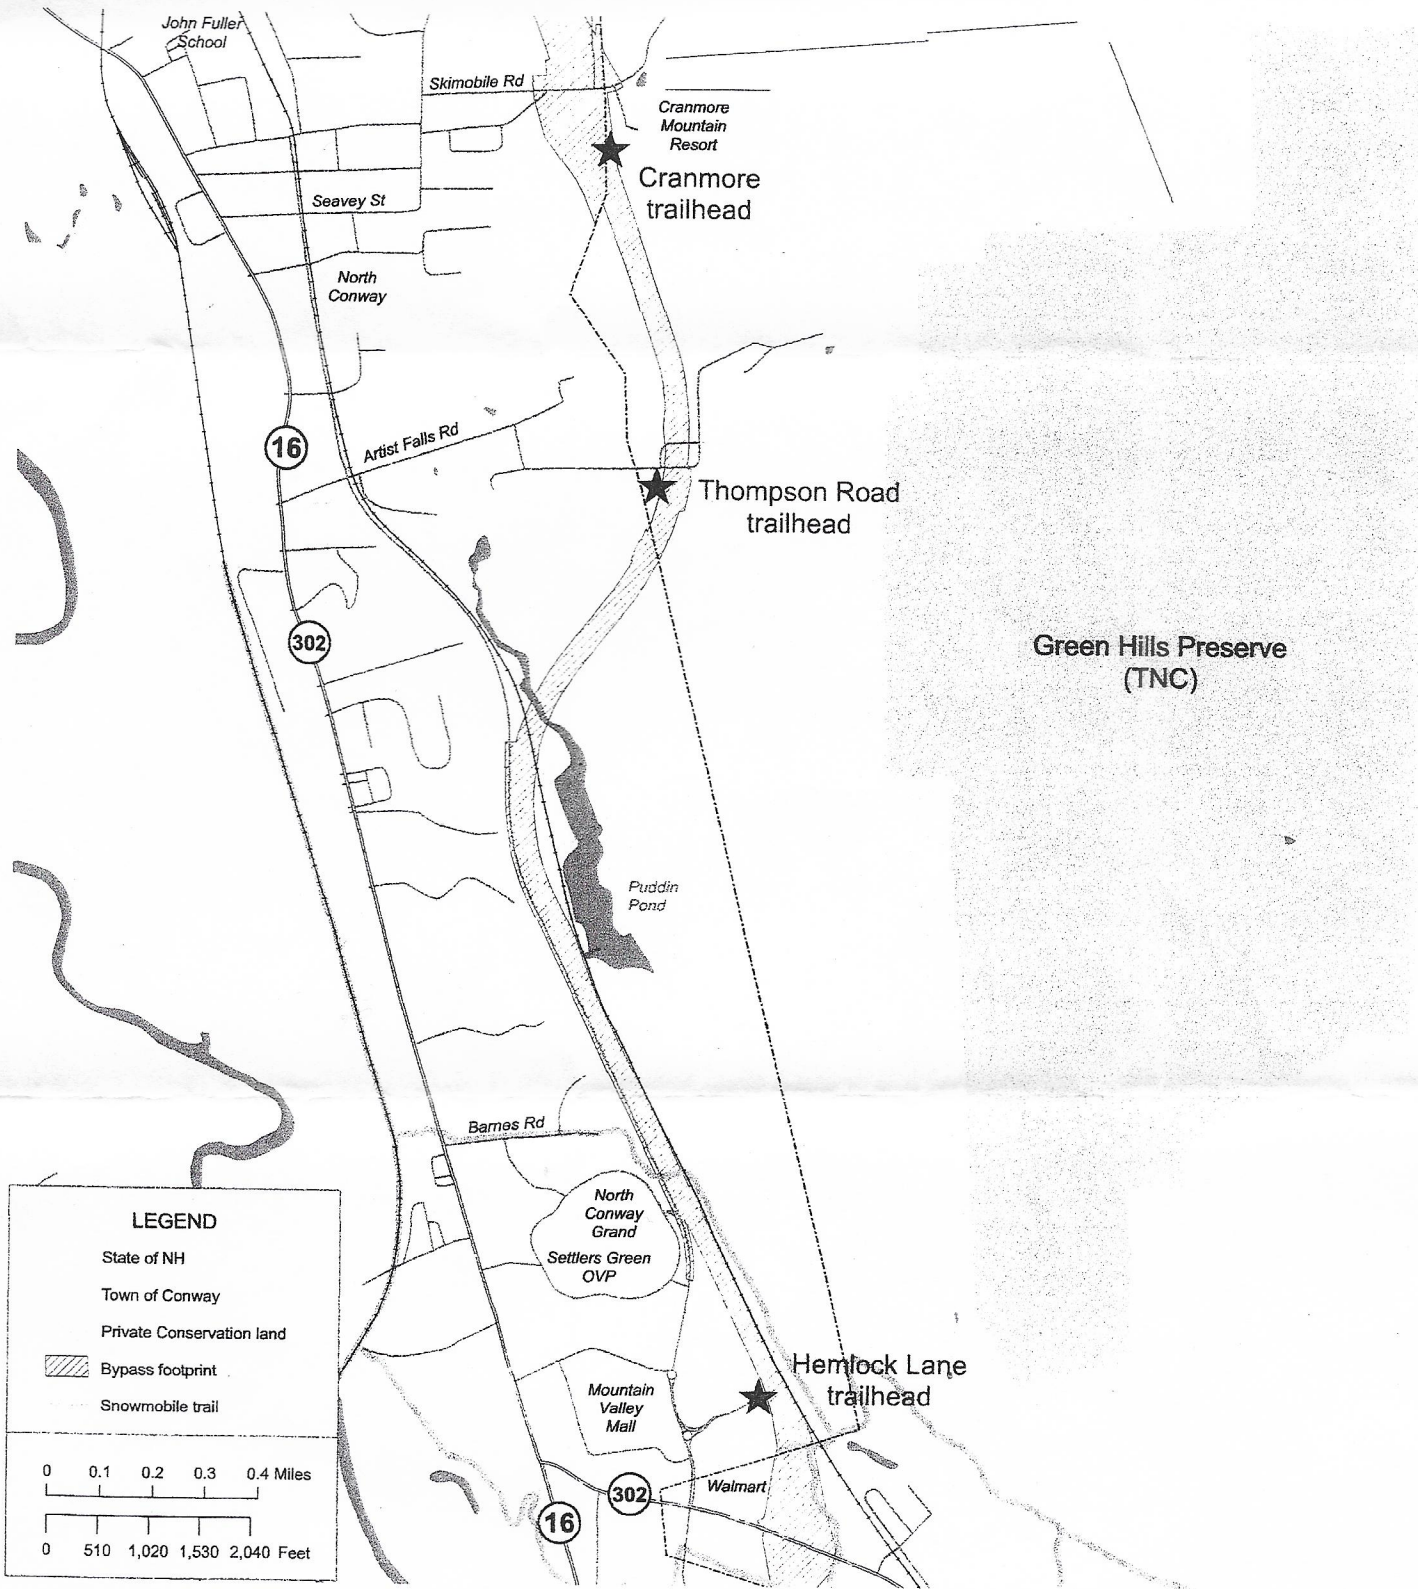 John Fuller
School
Skimobile Rd
Cranmore
Mountain
Resort
Cranmore
trailhead
Seavey St
North
Conway
16
Artist Falls Rd
Thompson Road
trailhead
302
Green Hills Preserve
(TNC)
Puddin
Pond
Barnes Rd
North
Conway
Grand
Settlers Green
OVP
Hemlock Lane
trailhead
Mountain
Valley
Mall
Walmart
302
16
LEGEND
State of NH
Town of Conway
Private Conservation land
Bypass footprint
Snowmobile trail
0 0.1 0.2 0.3 0.4 Miles
0 510 1,020 1,530 2,040 Feet